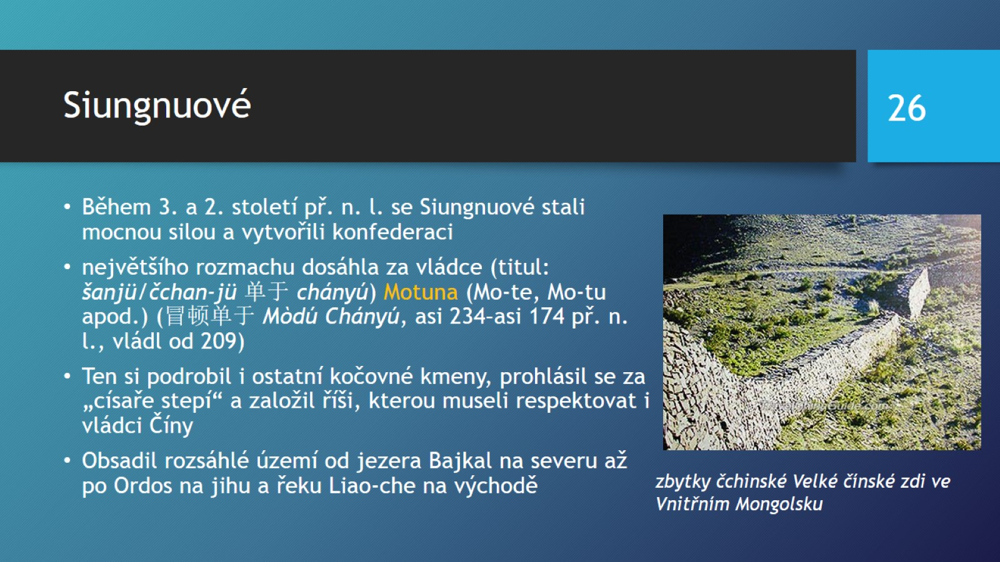 Siungnuové
26
• Během 3. a 2. století př. n. l. se Siungnuové stali
mocnou silou a vytvořili konfederaci
• největšího rozmachu dosáhla za vládce (titul:
šanjü/čchan-jü 单于 chányú) Motuna (Mo-te, Mo-tu
apod.) (冒顿单于 Mòdú Chányú, asi 234–asi 174 př. n.
l., vládl od 209)
• Ten si podrobil i ostatní kočovné kmeny, prohlásil se za
„císaře stepí“ a založil říši, kterou museli respektovat i
vládci Číny
• Obsadil rozsáhlé území od jezera Bajkal na severu až
po Ordos na jihu a řeku Liao-che na východě
TravelChinaGuide.com
zbytky čchinské Velké čínské zdi ve
Vnitřním Mongolsku